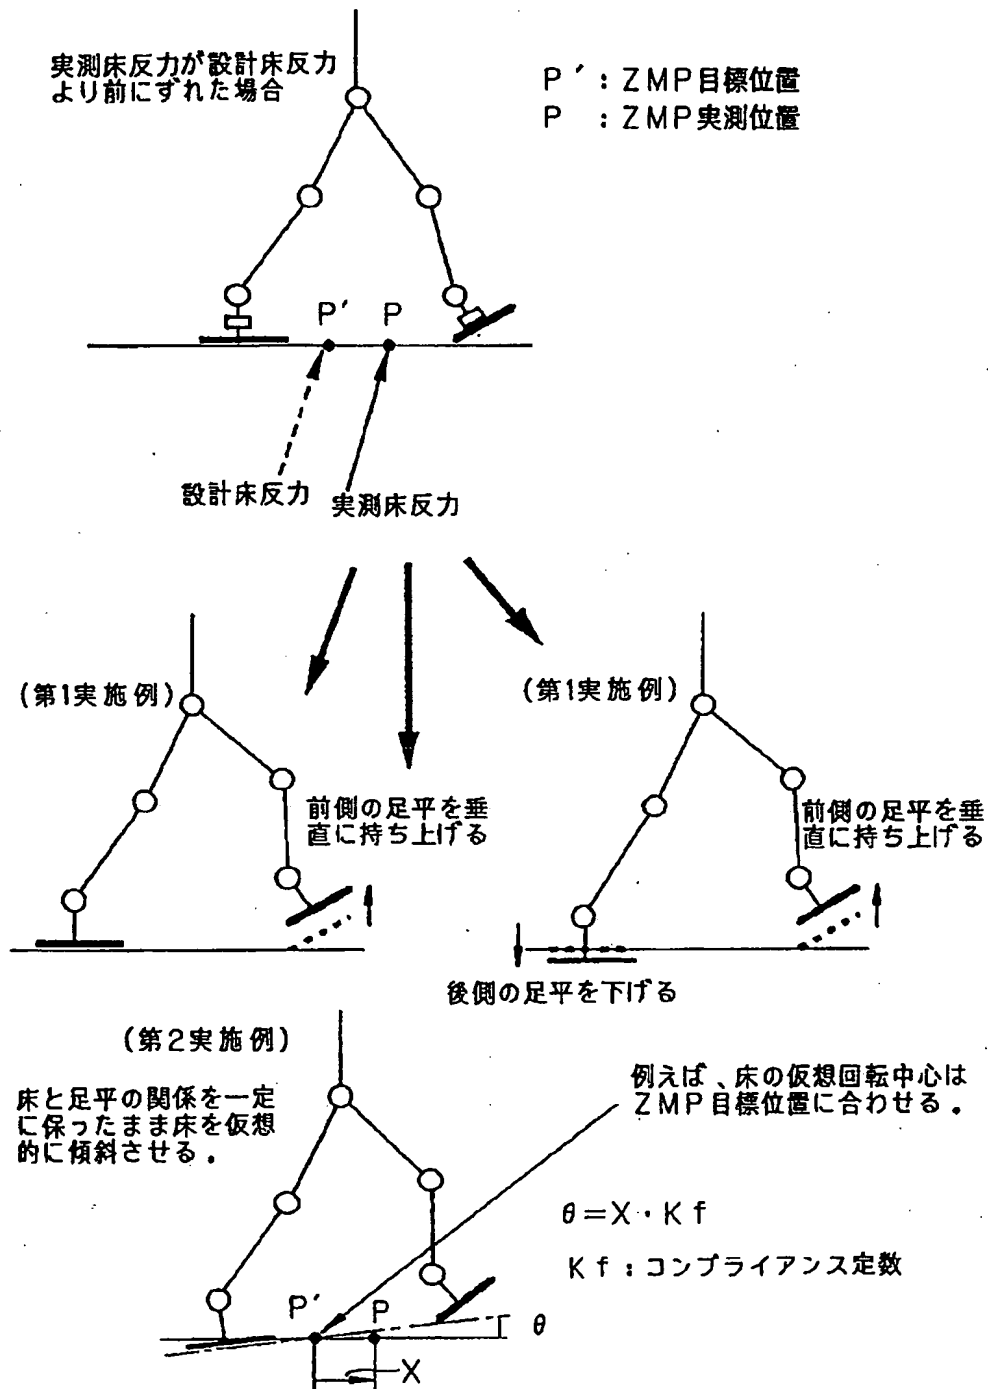 実測床反力が設計床反力
より前にずれた場合
P′：ZMP目標位置
P ：ZMP実測位置
P′ P
設計床反力
実測床反力
(第1実施例)
(第1実施例)
前側の足平を垂
直に持ち上げる
前側の足平を垂
直に持ち上げる
後側の足平を下げる
(第2実施例)
床と足平の関係を一定
に保ったまま床を仮想
的に傾斜させる．
例えば、床の仮想回転中心は
ZMP目標位置に合わせる．
θ＝X・Kf
Kf：コンプライアンス定数
P′ P
θ
X